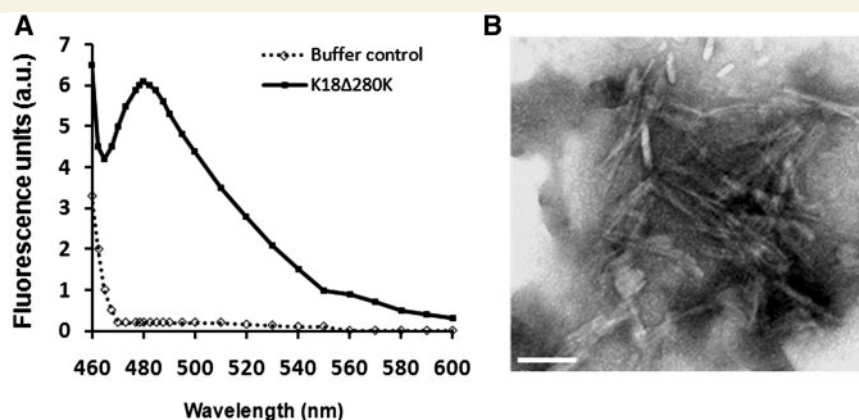 A
B
7
6
5
4
3
2
1
0
Fluorescence units (a.u.)
Buffer control
K18Δ280K
460 480 500 520 540 560 580 600
Wavelength (nm)